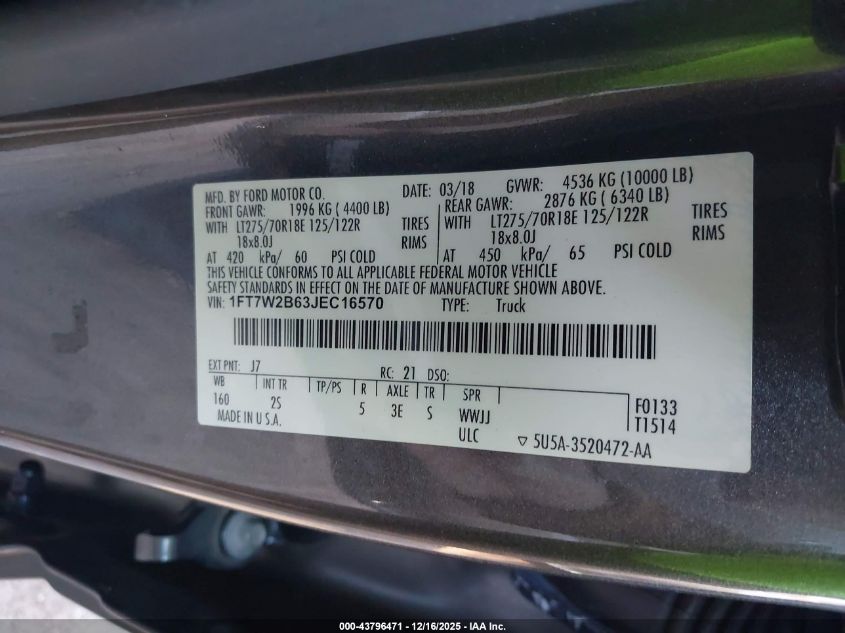 MFD. BY FORD MOTOR CO. DATE: 03/18 GVWR: 4536 KG (10000 LB)
FRONT GAWR: 1996 KG ( 4400 LB) REAR GAWR: 2876 KG ( 6340 LB)
WITH LT275/70R18E 125/122R TIRES WITH LT275/70R18E 125/122R TIRES
18x8.0J RIMS 18x8.0J RIMS
AT 420 kPa/ 60 PSI COLD AT 450 kPa/ 65 PSI COLD
THIS VEHICLE CONFORMS TO ALL APPLICABLE FEDERAL MOTOR VEHICLE
SAFETY STANDARDS IN EFFECT ON THE DATE OF MANUFACTURE SHOWN ABOVE.
VIN: 1FT7W2B63JEC16570 TYPE: Truck
EXT PNT: J7 RC: 21 DSO:
WB INT TR TP/PS R AXLE TR SPR
160 2S 5 3E S WWJJ F0133
MADE IN U.S.A. ULC T1514
▽ 5U5A-3520472-AA
000-43796471 - 12/16/2025 - IAA Inc.